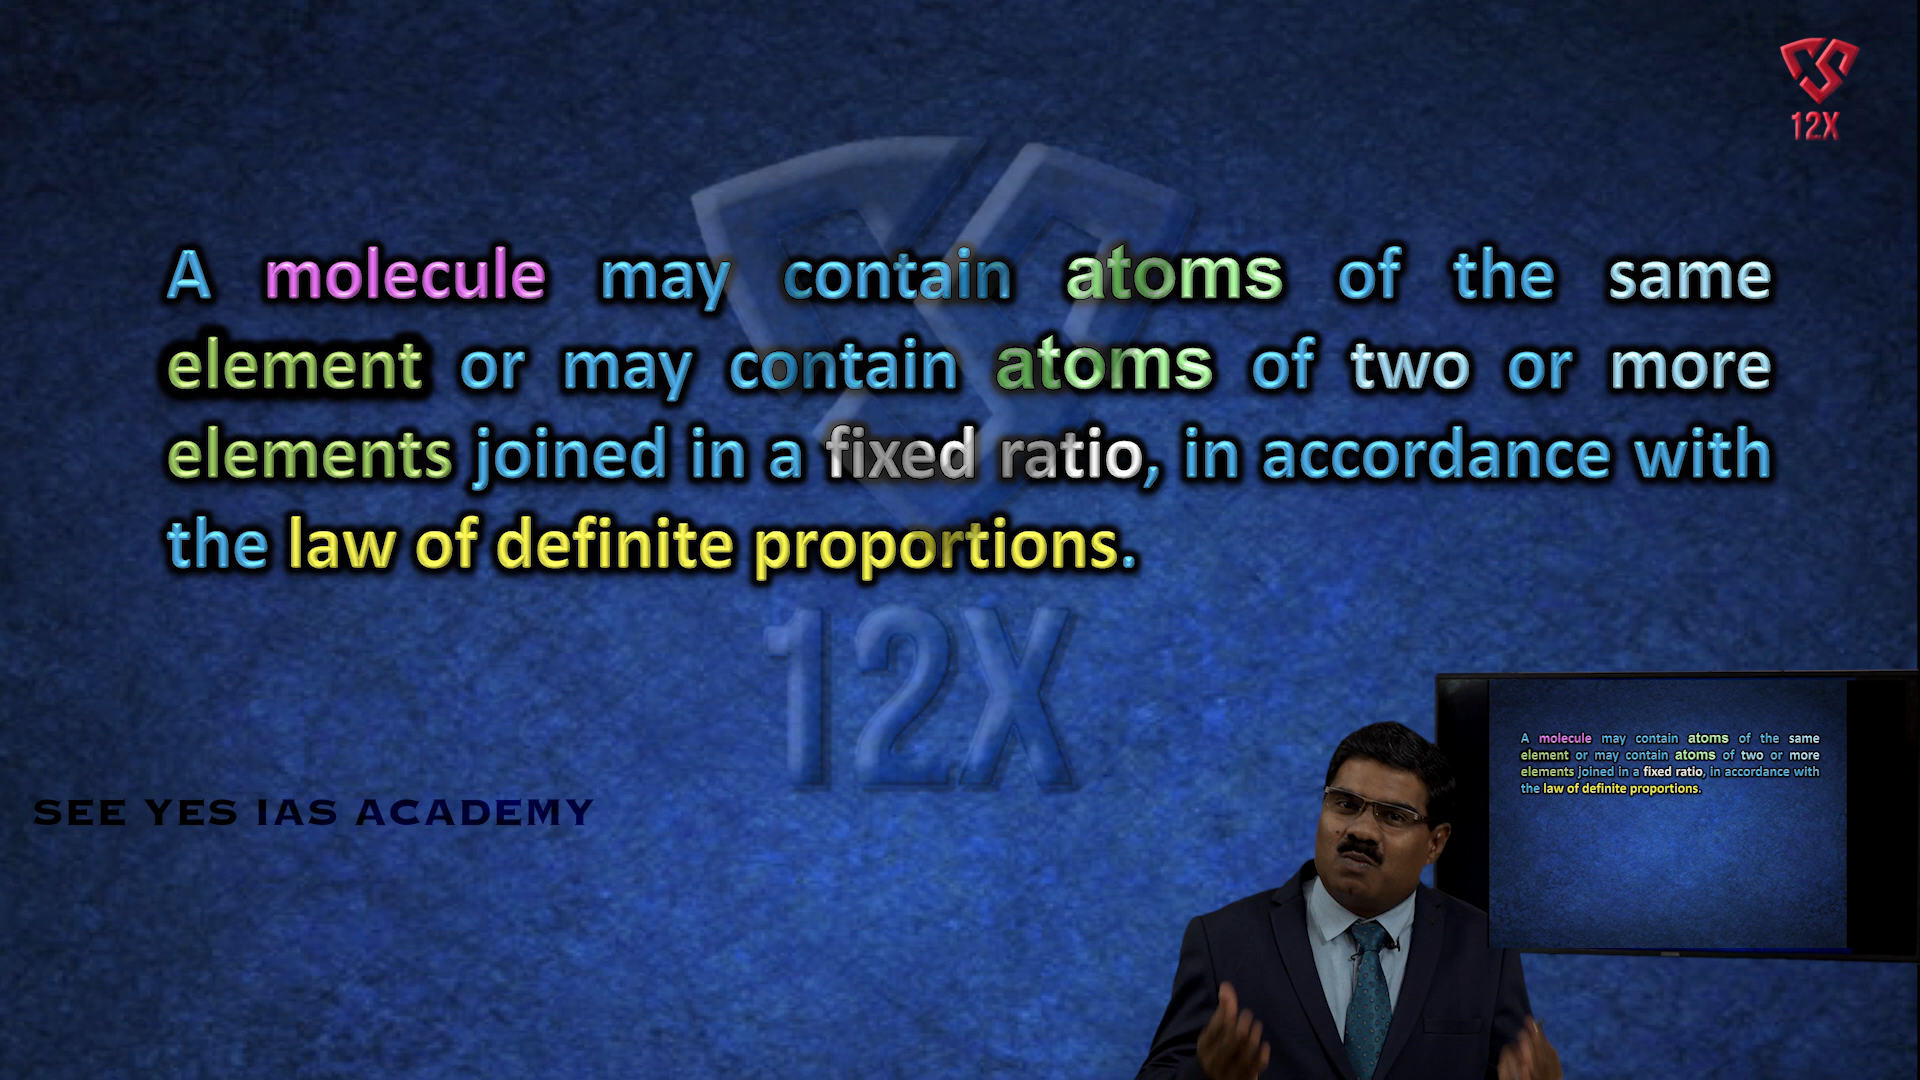 12X
A molecule may contain atoms of the same
element or may contain atoms of two or more
elements joined in a fixed ratio, in accordance with
the law of definite proportions.
12X
SEE YES IAS ACADEMY
A molecule may contain atoms of the same
element or may contain atoms of two or more
elements joined in a fixed ratio, in accordance with
the law of definite proportions.